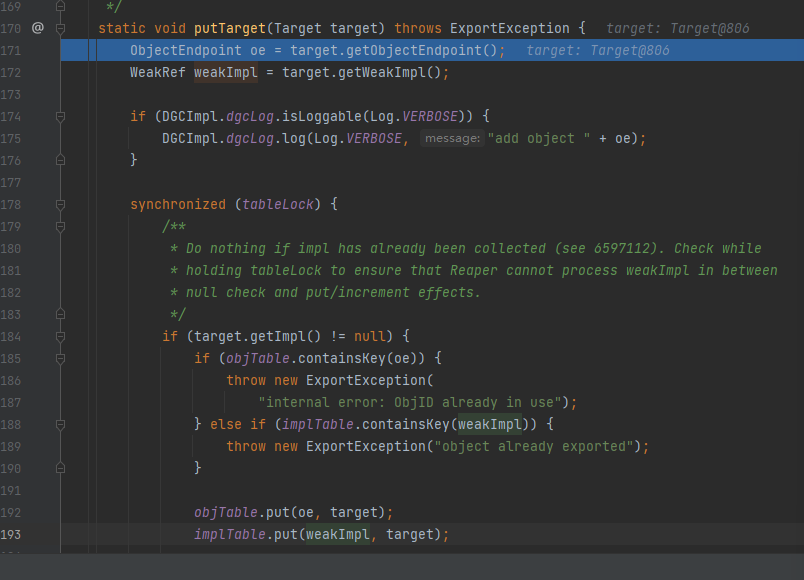 169 */
170 @ static void putTarget(Target target) throws ExportException { target: Target@806
171 ObjectEndpoint oe = target.getObjectEndpoint(); target: Target@806
172 WeakRef weakImpl = target.getWeakImpl();
173
174 if (DGCImpl.dgcLog.isLoggable(Log.VERBOSE)) {
175 DGCImpl.dgcLog.log(Log.VERBOSE, message: "add object " + oe);
176 }
177
178 synchronized (tableLock) {
179 /**
180 * Do nothing if impl has already been collected (see 6597112). Check while
181 * holding tableLock to ensure that Reaper cannot process weakImpl in between
182 * null check and put/increment effects.
183 */
184 if (target.getImpl() != null) {
185 if (objTable.containsKey(oe)) {
186 throw new ExportException(
187 "internal error: ObjID already in use");
188 } else if (implTable.containsKey(weakImpl)) {
189 throw new ExportException("object already exported");
190 }
191
192 objTable.put(oe, target);
193 implTable.put(weakImpl, target);